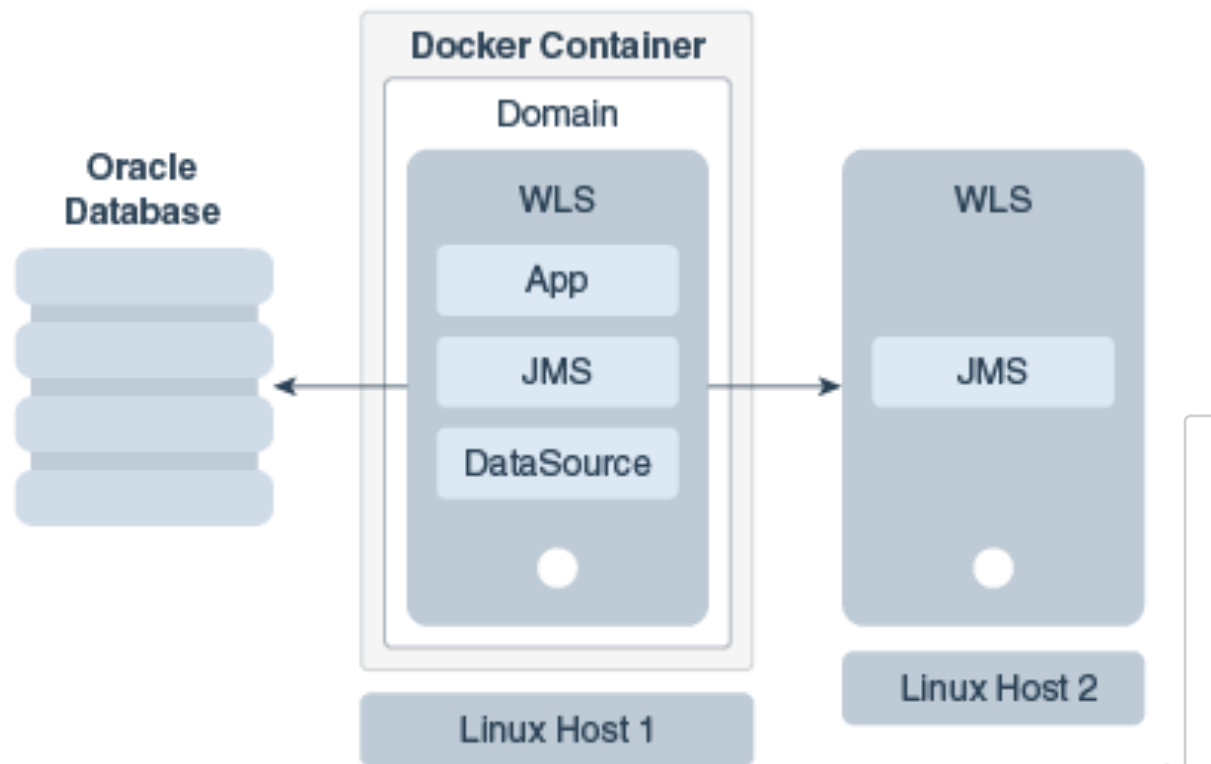 Oracle
Database
Docker Container
Domain
WLS
App
JMS
DataSource
Linux Host 1
WLS
JMS
Linux Host 2